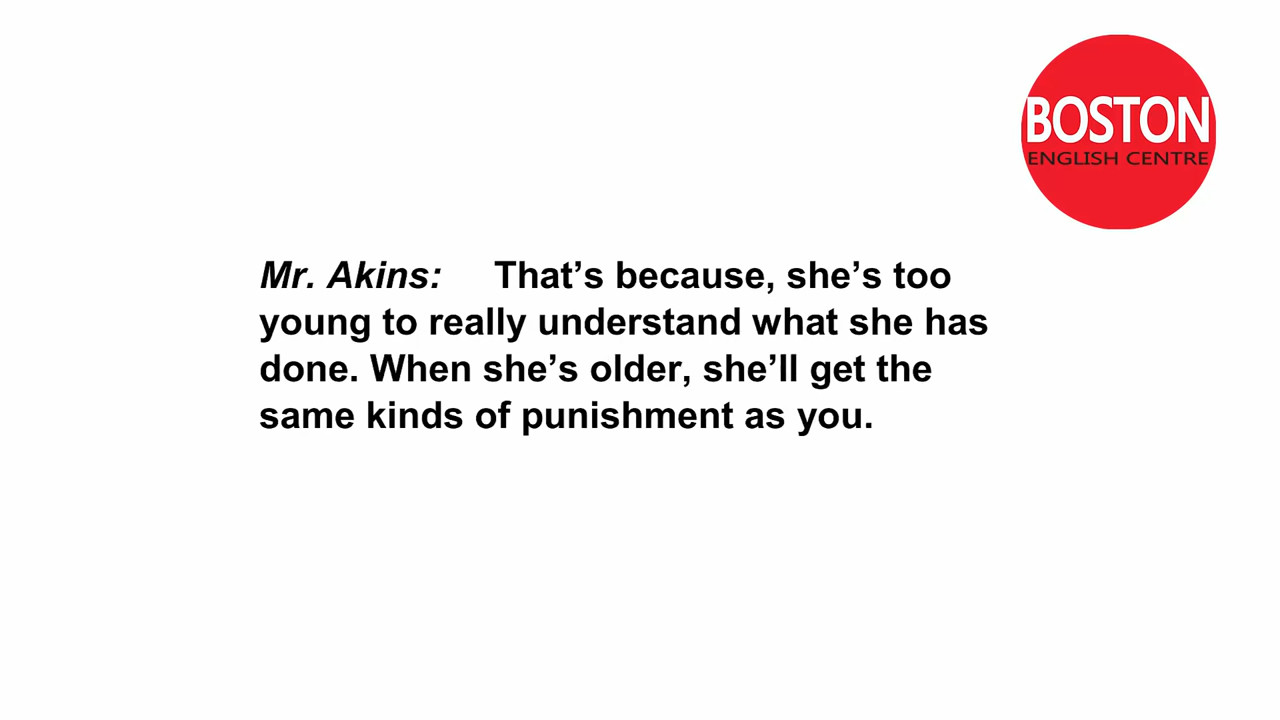 BOSTON
ENGLISH CENTRE
Mr. Akins: That’s because, she’s too
young to really understand what she has
done. When she’s older, she’ll get the
same kinds of punishment as you.